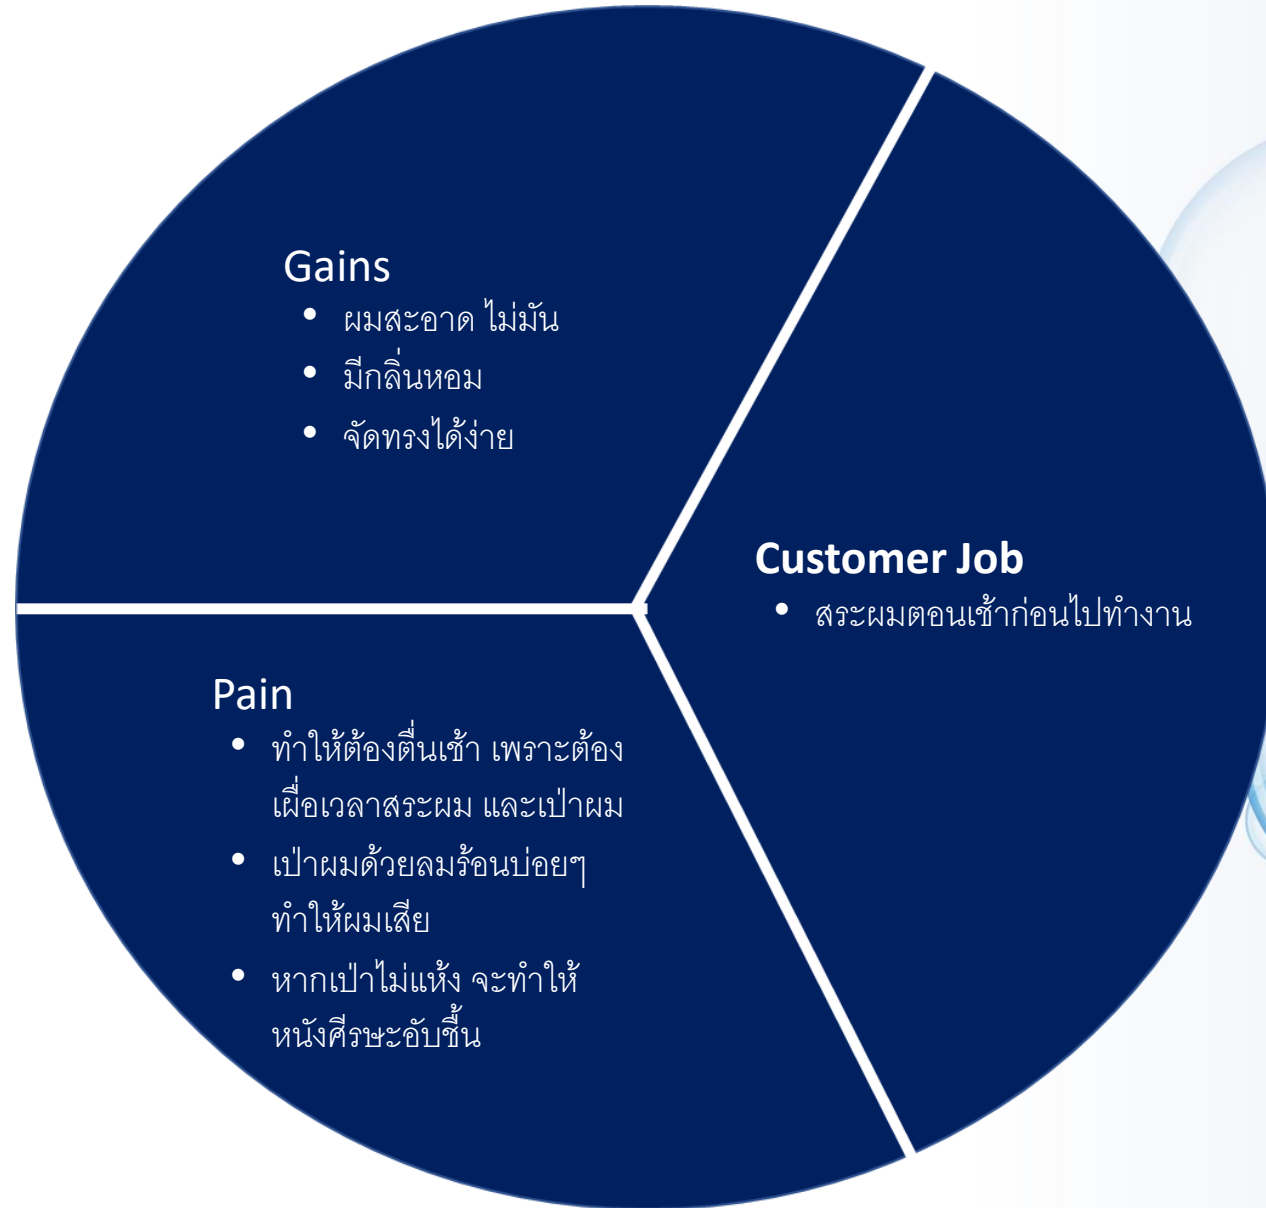 Gains
• ผมสะอาด ไม่มัน
• มีกลิ่นหอม
• จัดทรงได้ง่าย
Customer Job
• สระผมตอนเช้าก่อนไปทำงาน
Pain
• ทำให้ต้องตื่นเช้า เพราะต้อง
เผื่อเวลาสระผม และเป่าผม
• เป่าผมด้วยลมร้อนบ่อยๆ
ทำให้ผมเสีย
• หากเป่าไม่แห้ง จะทำให้
หนังศีรษะอับชื้น